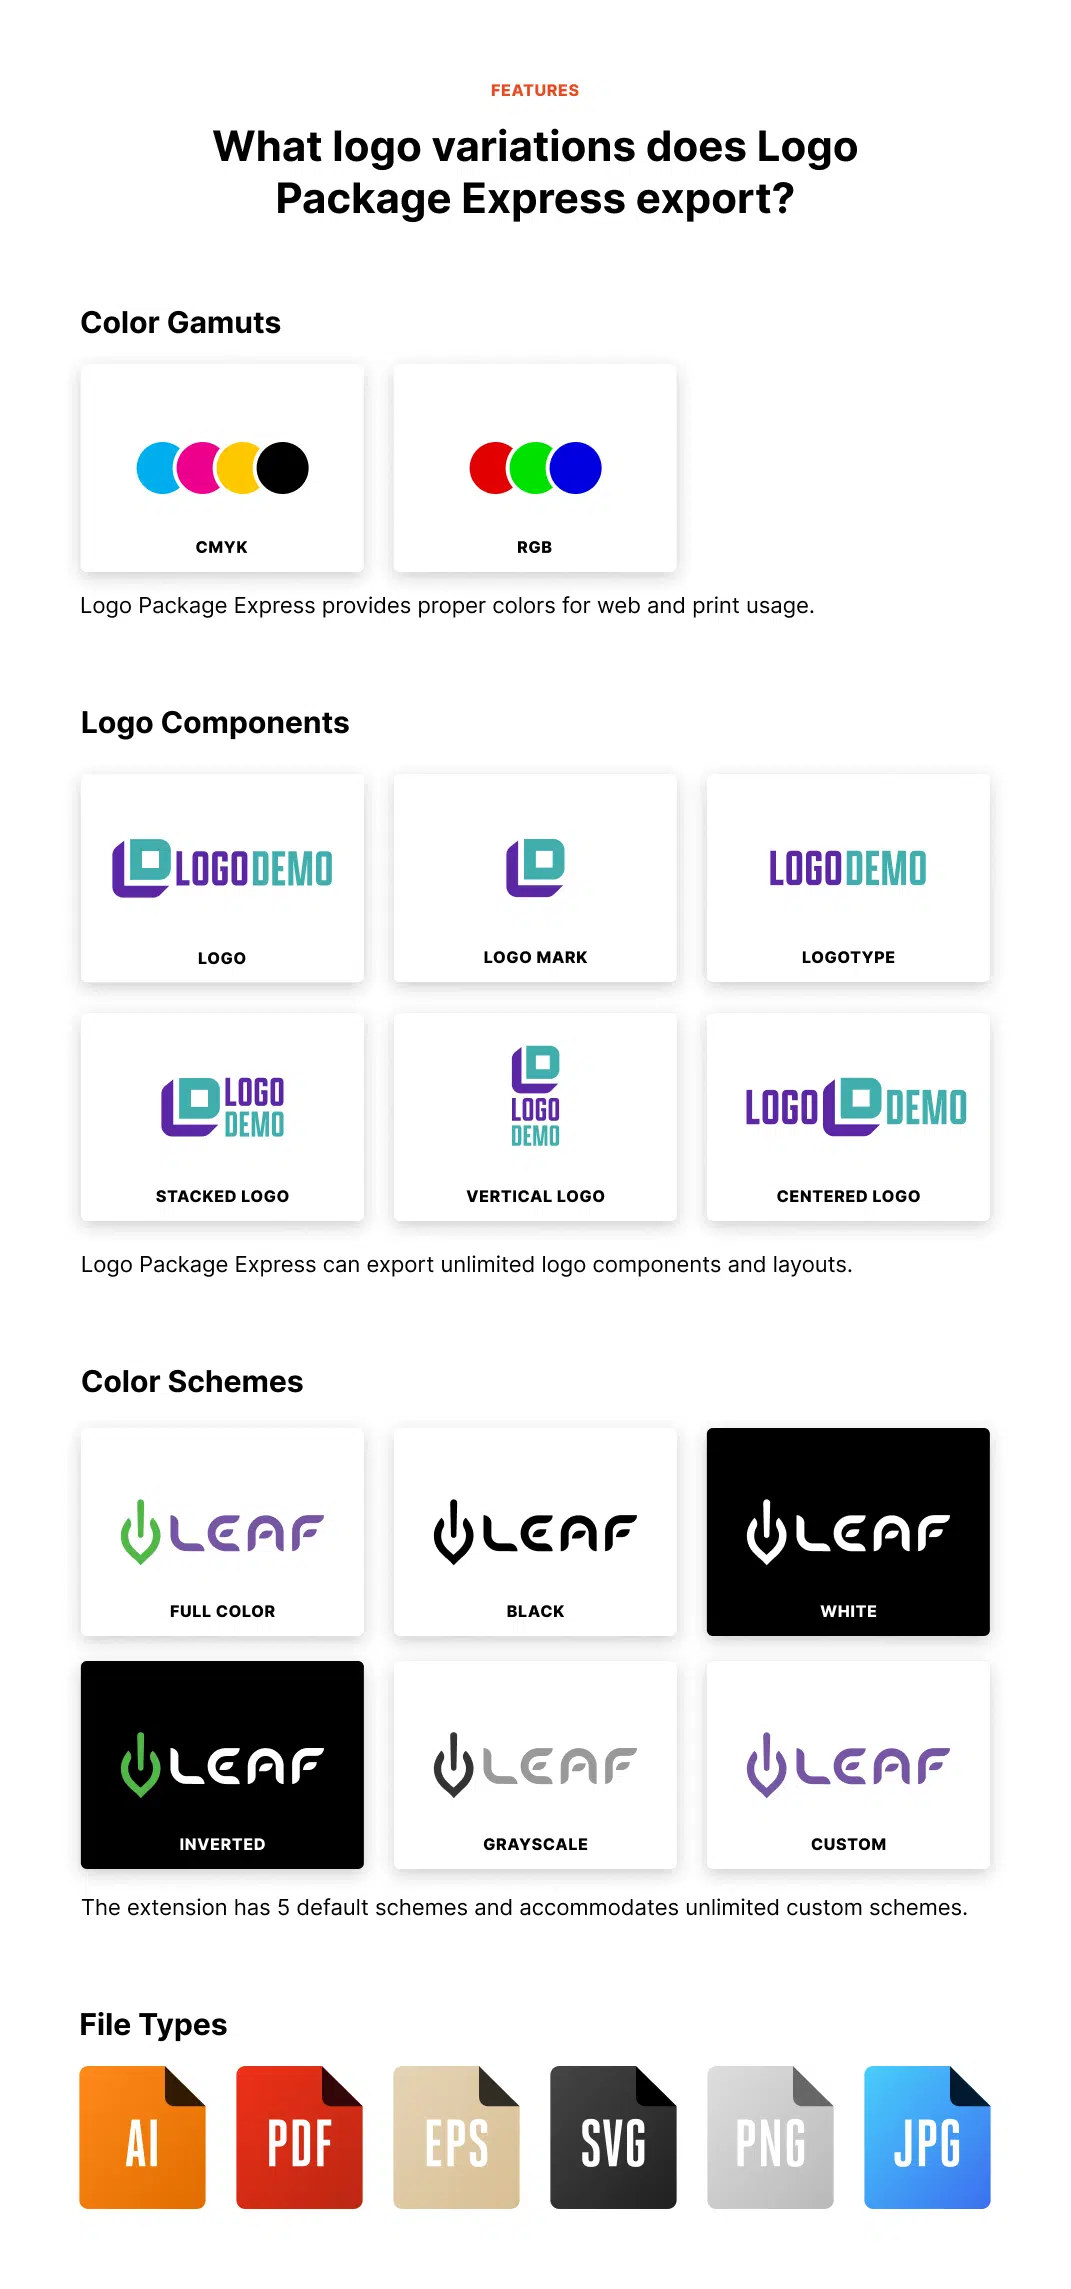 FEATURES
What logo variations does Logo
Package Express export?
Color Gamuts
CMYK
RGB
Logo Package Express provides proper colors for web and print usage.
Logo Components
LOGODEMO
LOGO
LOGO MARK
LOGODEMO
LOGOTYPE
LOGO
DEMO
STACKED LOGO
LOGO
DEMO
VERTICAL LOGO
LOGO DEMO
CENTERED LOGO
Logo Package Express can export unlimited logo components and layouts.
Color Schemes
LEAF
FULL COLOR
LEAF
BLACK
LEAF
WHITE
LEAF
INVERTED
LEAF
GRAYSCALE
LEAF
CUSTOM
The extension has 5 default schemes and accommodates unlimited custom schemes.
File Types
AI
PDF
EPS
SVG
PNG
JPG